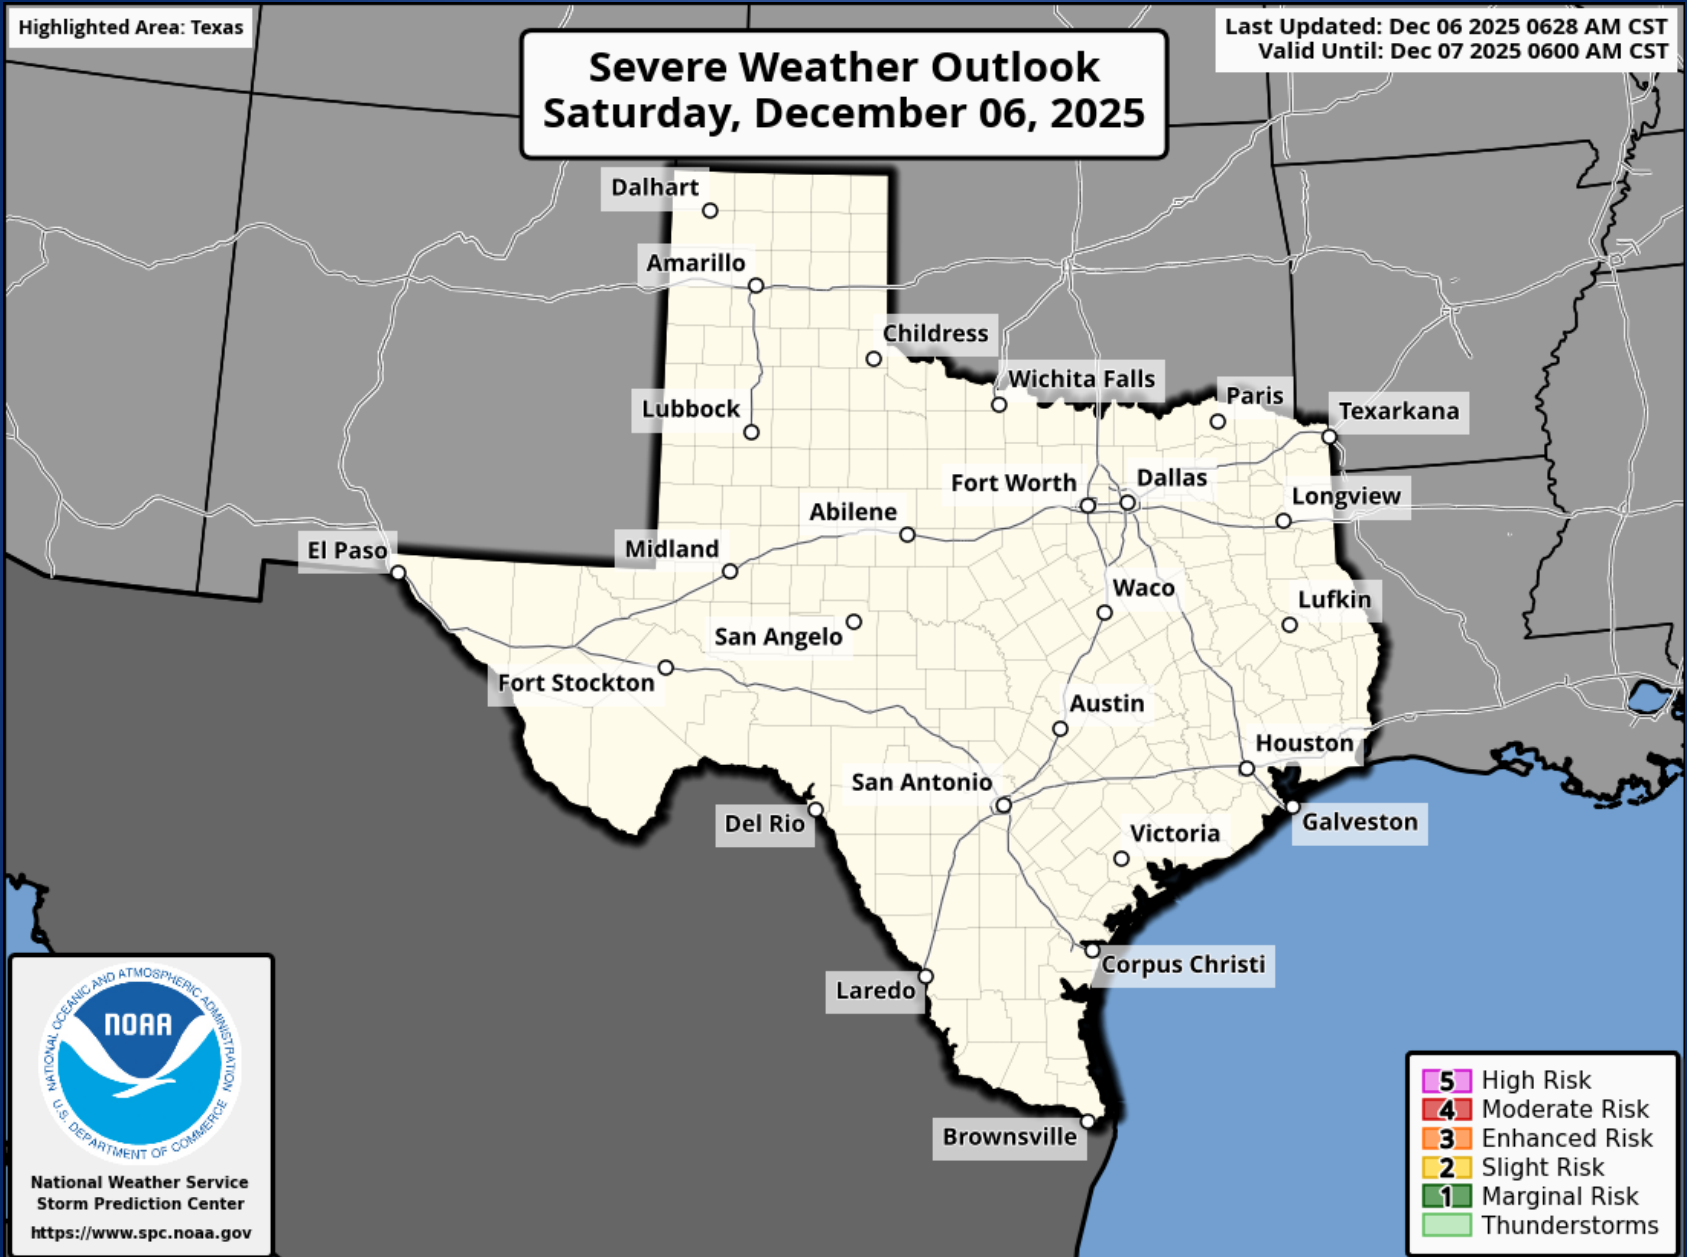 Highlighted Area: Texas
Last Updated: Dec 06 2025 0628 AM CST
Valid Until: Dec 07 2025 0600 AM CST
Severe Weather Outlook
Saturday, December 06, 2025
Dalhart
Amarillo
Childress
Wichita Falls
Paris
Lubbock
Texarkana
Fort Worth
Dallas
Longview
Abilene
El Paso
Midland
Waco
Lufkin
San Angelo
Fort Stockton
Austin
Houston
San Antonio
Del Rio
Galveston
Victoria
Corpus Christi
Laredo
Brownsville
NATIONAL OCEANIC AND ATMOSPHERIC ADMINISTRATION
NOAA
U.S. DEPARTMENT OF COMMERCE
National Weather Service
Storm Prediction Center
https://www.spc.noaa.gov
5 High Risk
4 Moderate Risk
3 Enhanced Risk
2 Slight Risk
1 Marginal Risk
Thunderstorms